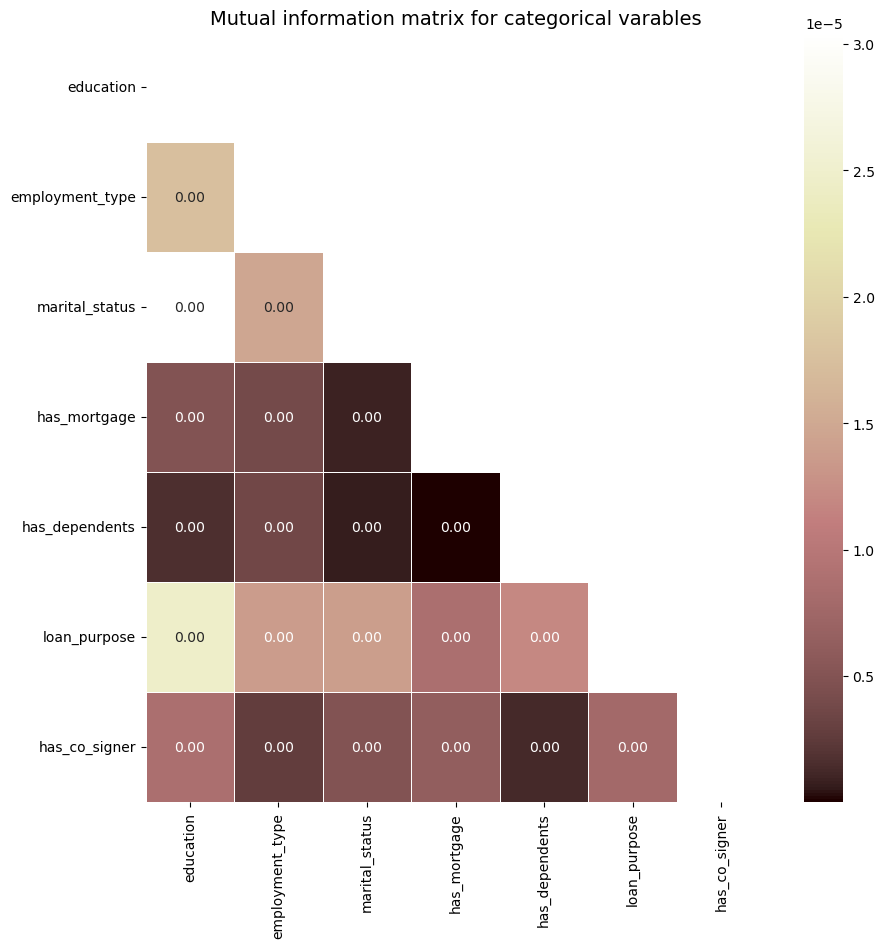 Mutual information matrix for categorical varables
1e−5
3.0
education
2.5
employment_type 0.00
2.0
marital_status 0.00 0.00
1.5
has_mortgage 0.00 0.00 0.00
has_dependents 0.00 0.00 0.00 0.00
1.0
loan_purpose 0.00 0.00 0.00 0.00 0.00
0.5
has_co_signer 0.00 0.00 0.00 0.00 0.00 0.00
education
employment_type
marital_status
has_mortgage
has_dependents
loan_purpose
has_co_signer